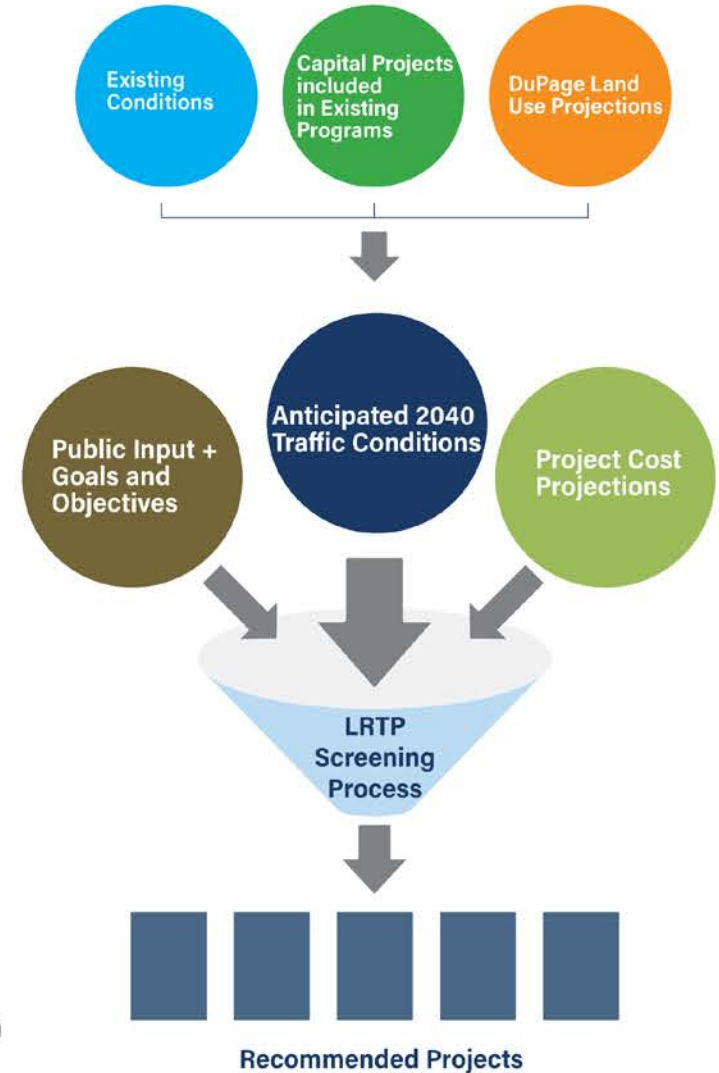 Existing
Conditions
Capital Projects
included
in Existing
Programs
DuPage Land
Use Projections
Public Input +
Goals and
Objectives
Anticipated 2040
Traffic Conditions
Project Cost
Projections
LRTP
Screening
Process
Recommended Projects